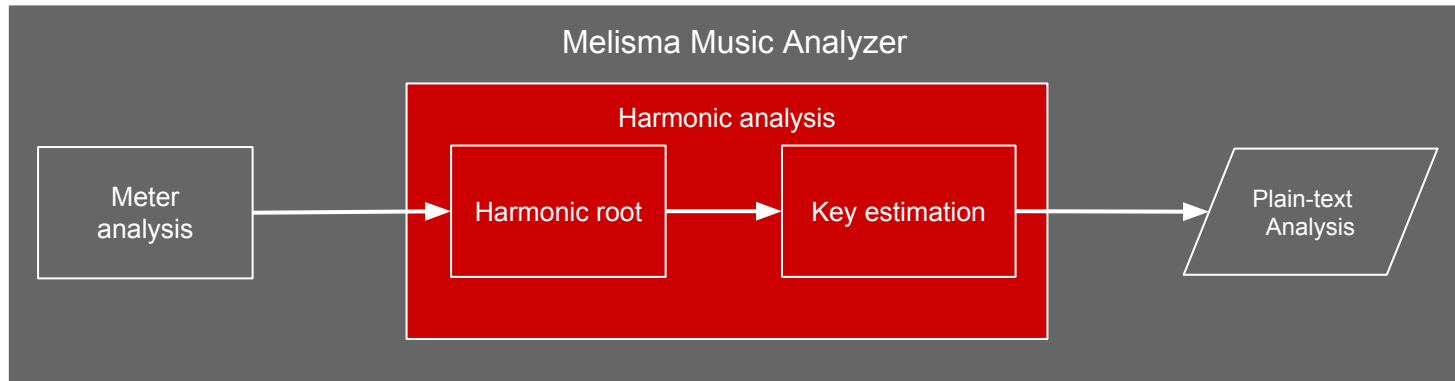 Melisma Music Analyzer
Harmonic analysis
Meter
analysis
Harmonic root
Key estimation
Plain-text
Analysis